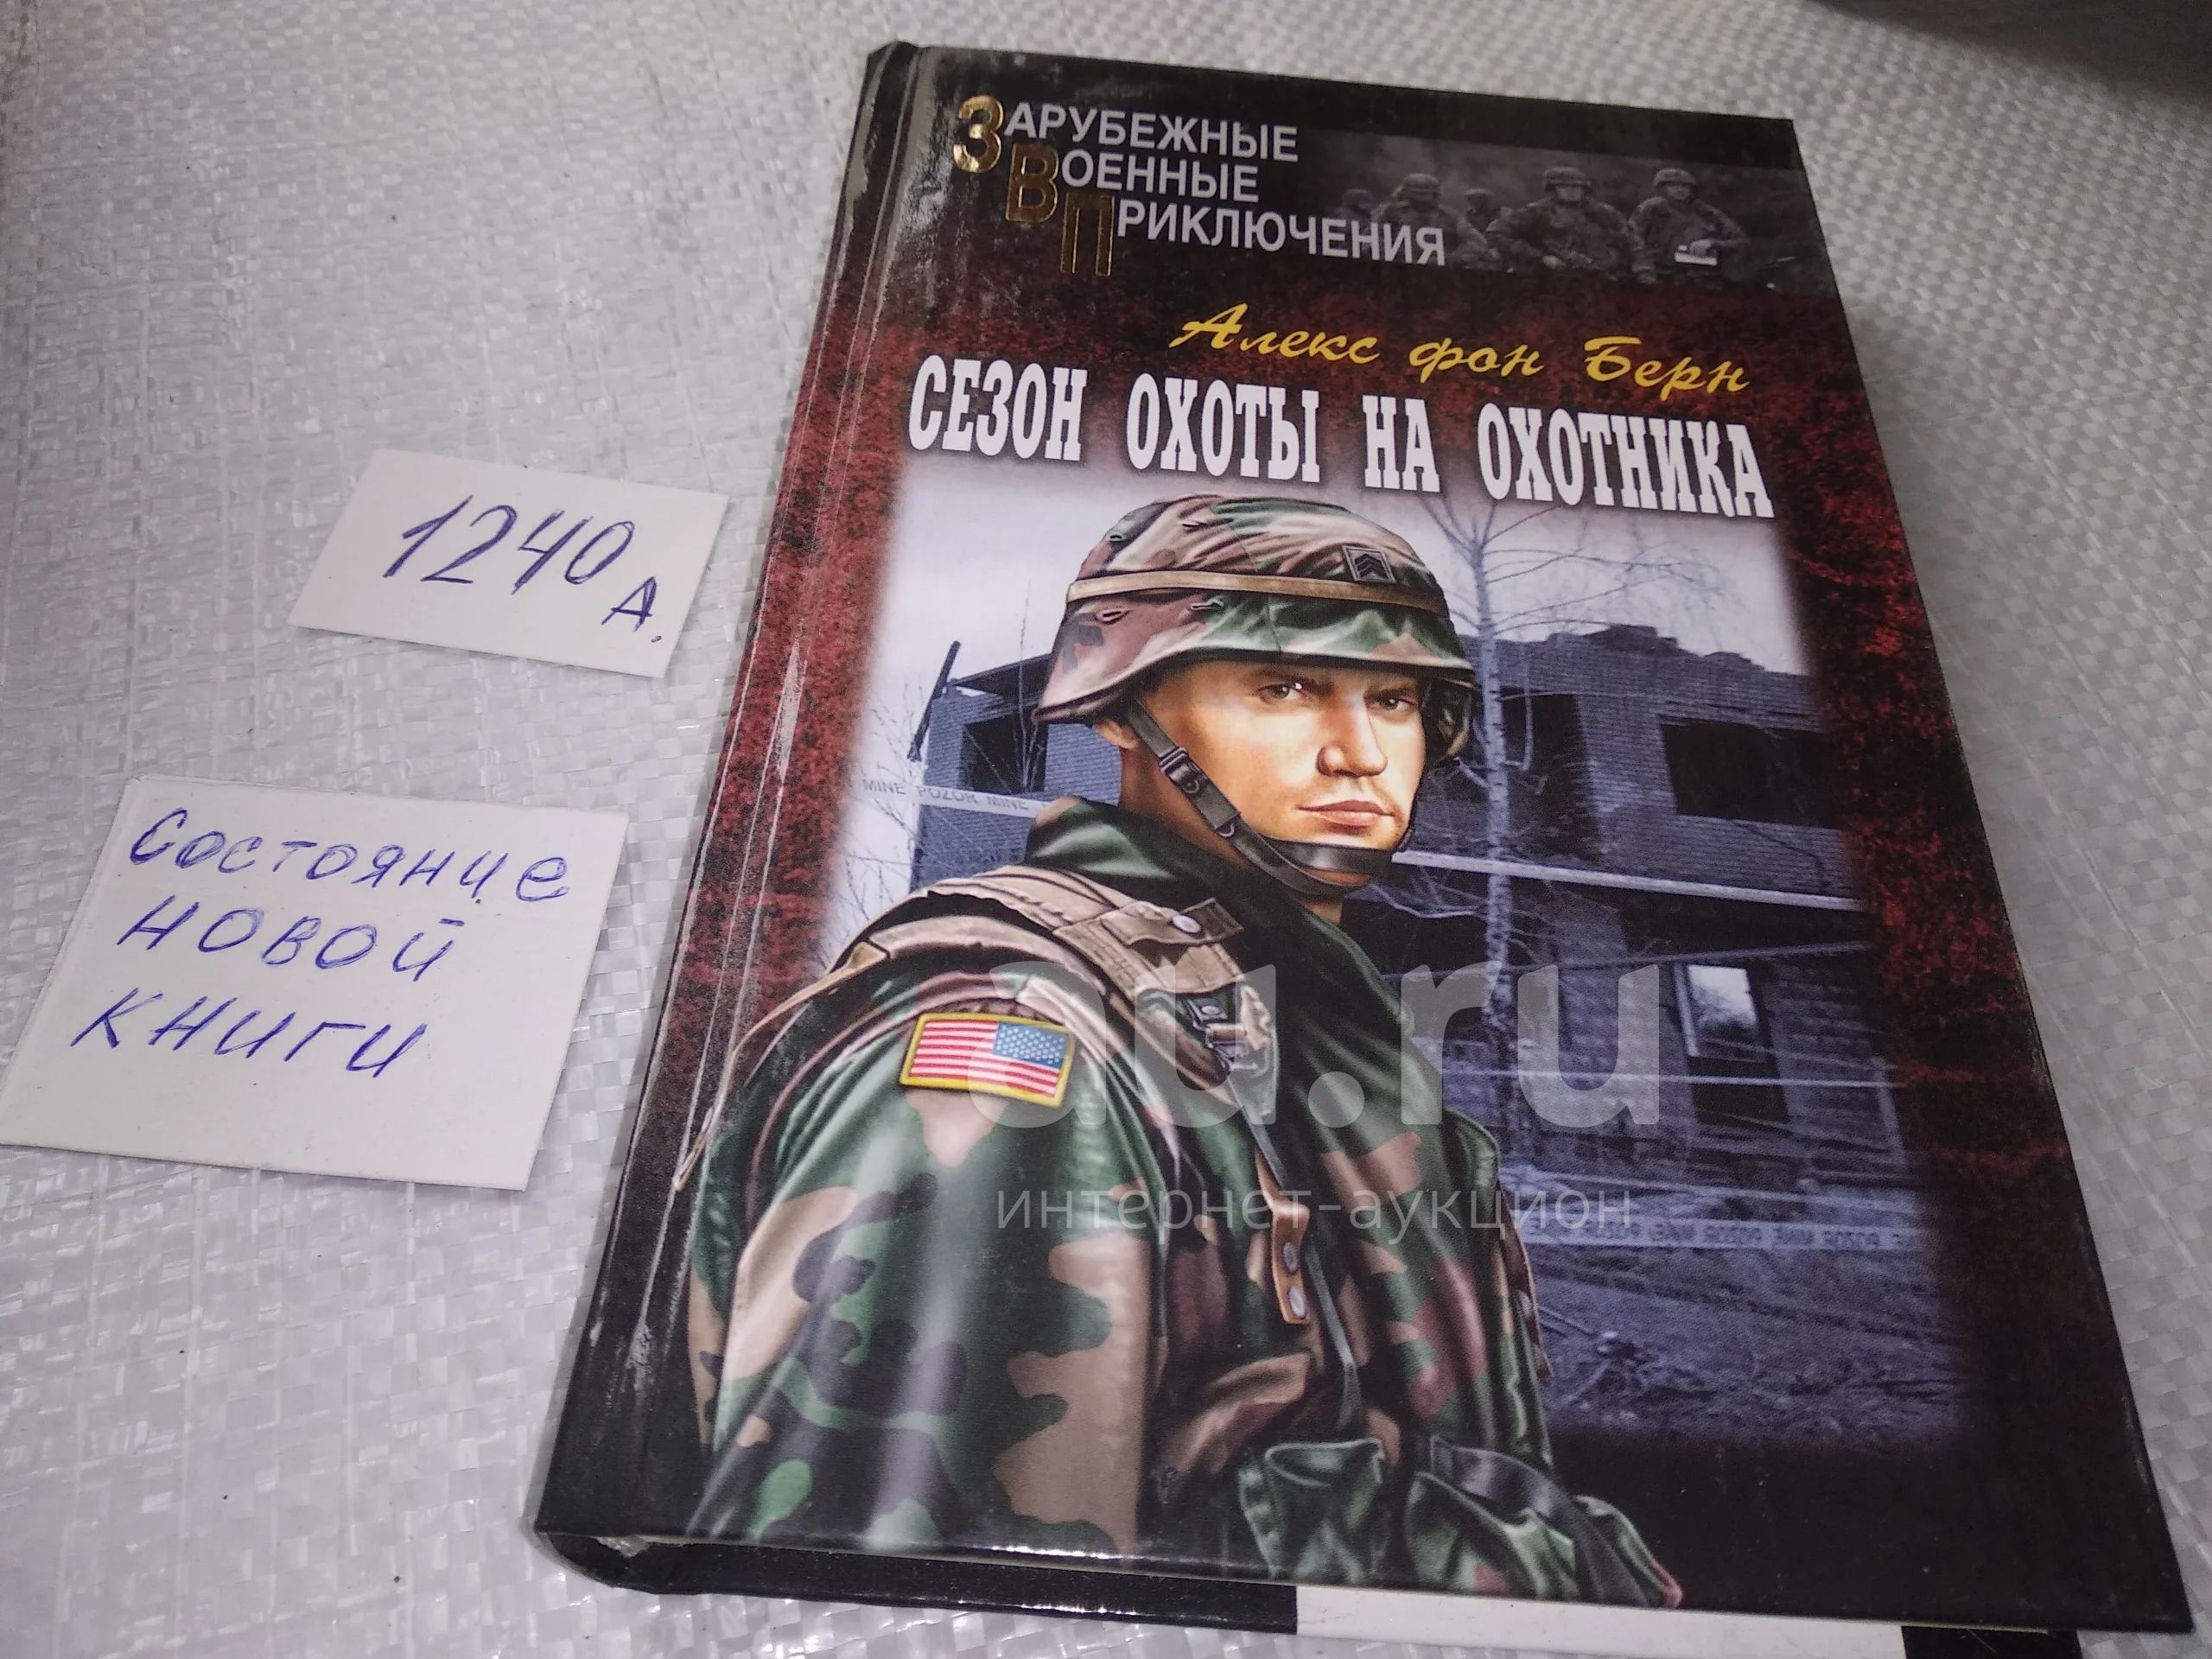 ЗАРУБЕЖНЫЕ
ВОЕННЫЕ
ПРИКЛЮЧЕНИЯ
Алекс фон Берн
СЕЗОН ОХОТЫ НА ОХОТНИКА
1240 А.
MINE POZOR MINE
Состояние
новой
книги
au.ru
интернет-аукцион